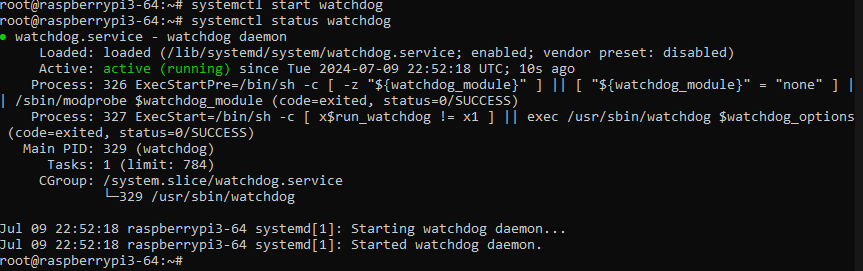 root@raspberrypi3-64:~# systemctl start watchdog
root@raspberrypi3-64:~# systemctl status watchdog
● watchdog.service - watchdog daemon
     Loaded: loaded (/lib/systemd/system/watchdog.service; enabled; vendor preset: disabled)
     Active: active (running) since Tue 2024-07-09 22:52:18 UTC; 10s ago
    Process: 326 ExecStartPre=/bin/sh -c [ -z "${watchdog_module}" ] || [ "${watchdog_module}" = "none" ] |
| /sbin/modprobe $watchdog_module (code=exited, status=0/SUCCESS)
    Process: 327 ExecStart=/bin/sh -c [ x$run_watchdog != x1 ] || exec /usr/sbin/watchdog $watchdog_options
(code=exited, status=0/SUCCESS)
   Main PID: 329 (watchdog)
      Tasks: 1 (limit: 784)
     CGroup: /system.slice/watchdog.service
             └─329 /usr/sbin/watchdog

Jul 09 22:52:18 raspberrypi3-64 systemd[1]: Starting watchdog daemon...
Jul 09 22:52:18 raspberrypi3-64 systemd[1]: Started watchdog daemon.
root@raspberrypi3-64:~#